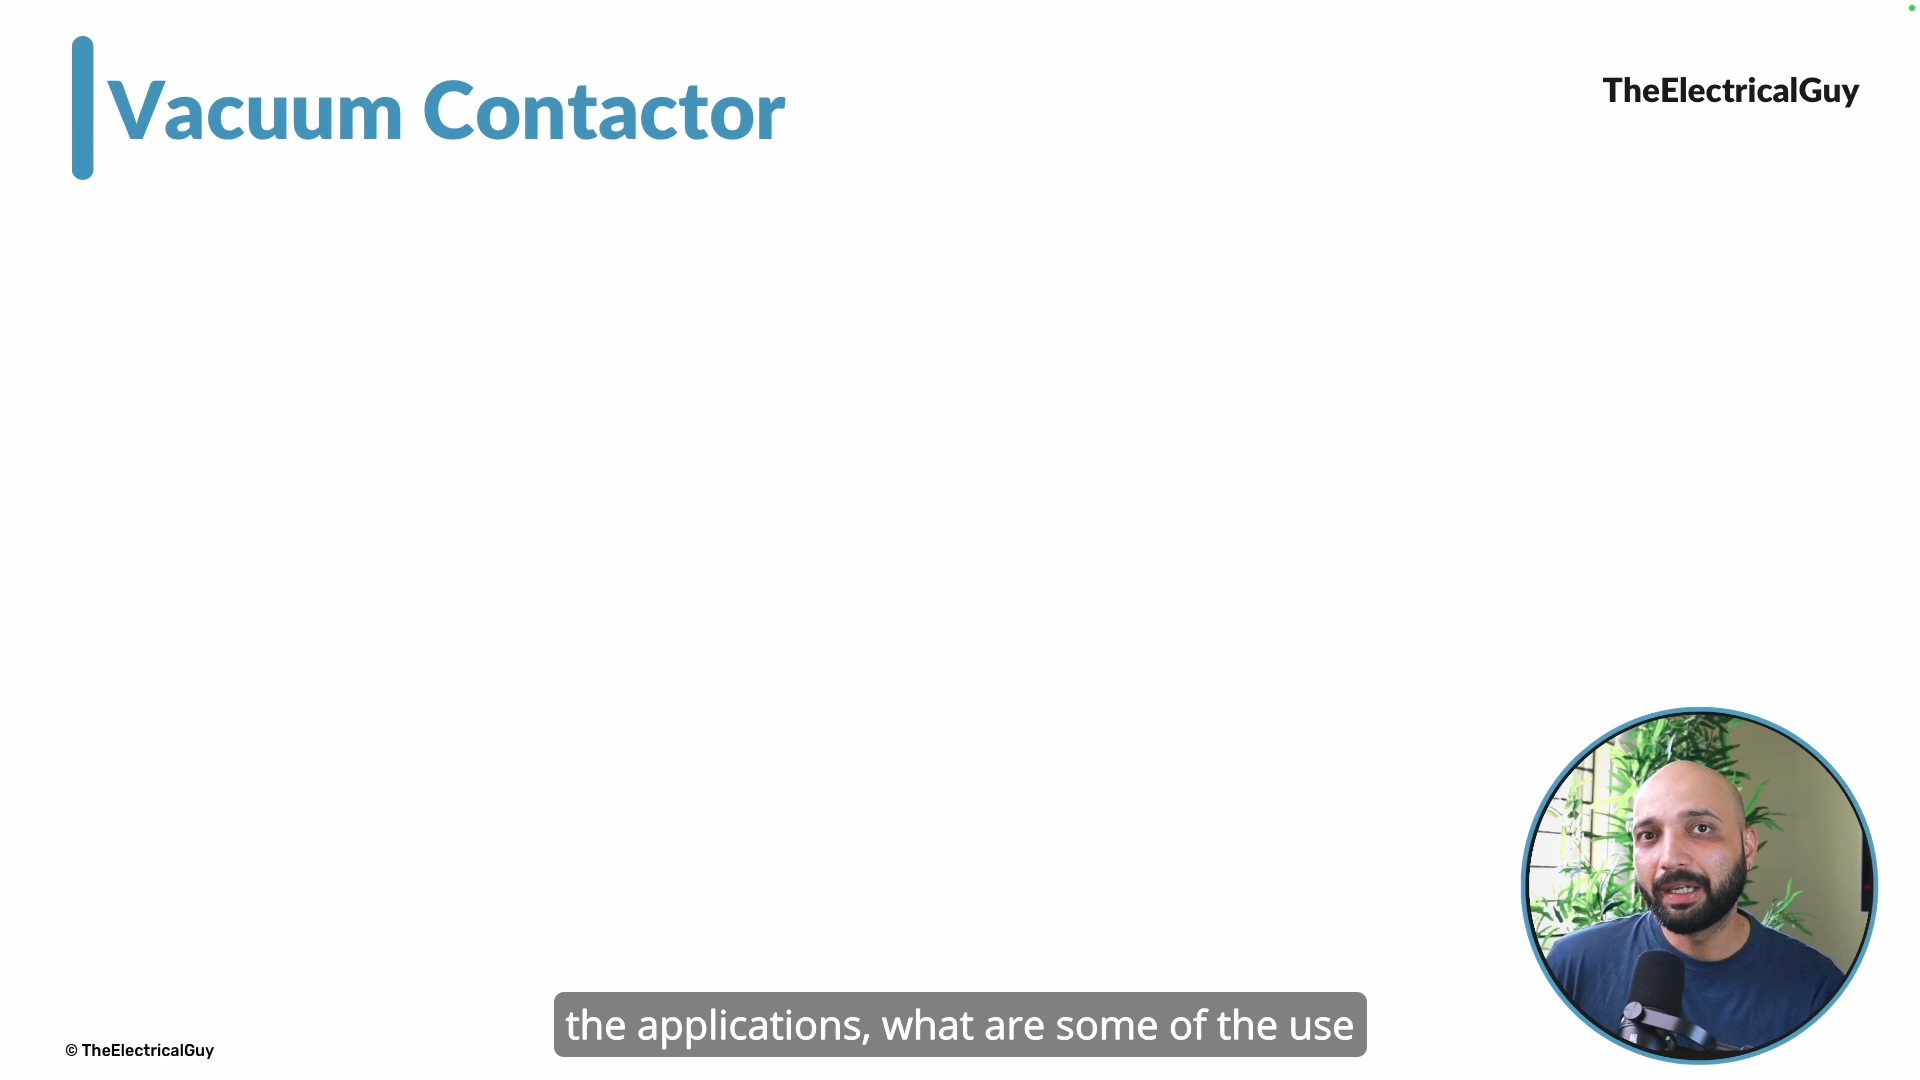 Vacuum Contactor
TheElectricalGuy
the applications, what are some of the use
© TheElectricalGuy